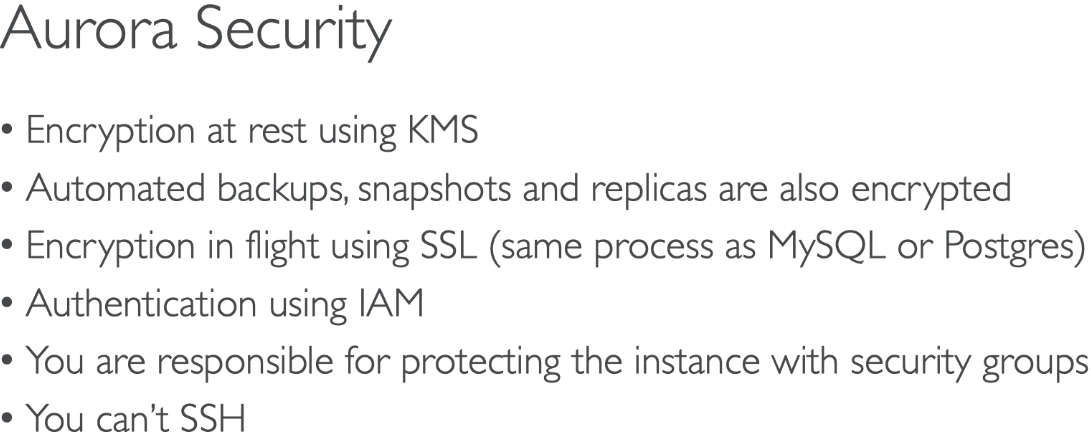 Aurora Security
• Encryption at rest using KMS
• Automated backups, snapshots and replicas are also encrypted
• Encryption in flight using SSL (same process as MySQL or Postgres)
• Authentication using IAM
• You are responsible for protecting the instance with security groups
• You can’t SSH